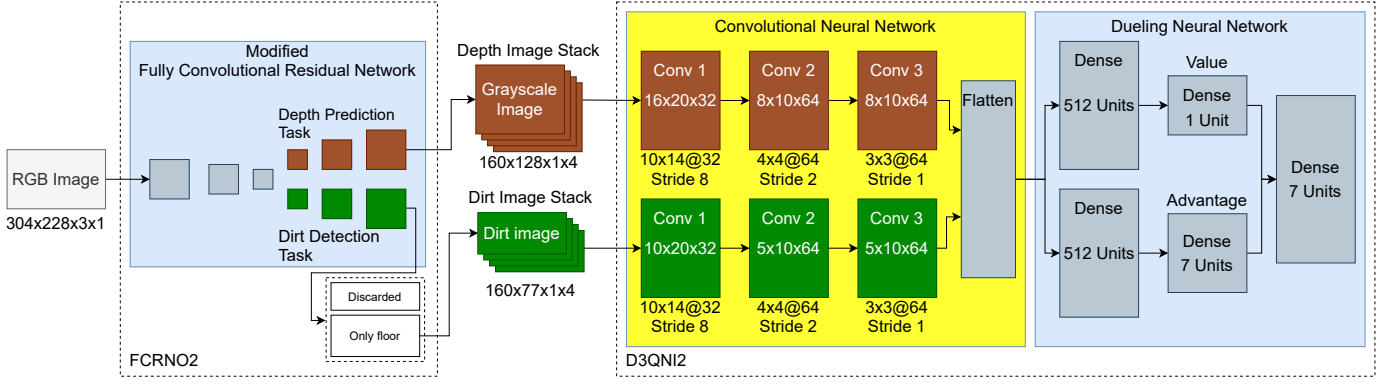 RGB Image
304x228x3x1
Modified
Fully Convolutional Residual Network
Depth Prediction
Task
Dirt Detection
Task
Discarded
Only floor
FCRNO2
Depth Image Stack
Grayscale
Image
160x128x1x4
Dirt Image Stack
Dirt image
160x77x1x4
Convolutional Neural Network
Conv 1
16x20x32
10x14@32
Stride 8
Conv 2
8x10x64
4x4@64
Stride 2
Conv 3
8x10x64
3x3@64
Stride 1
Conv 1
10x20x32
10x14@32
Stride 8
Conv 2
5x10x64
4x4@64
Stride 2
Conv 3
5x10x64
3x3@64
Stride 1
Flatten
D3QNI2
Dueling Neural Network
Dense
512 Units
Value
Dense
1 Unit
Dense
512 Units
Advantage
Dense
7 Units
Dense
7 Units